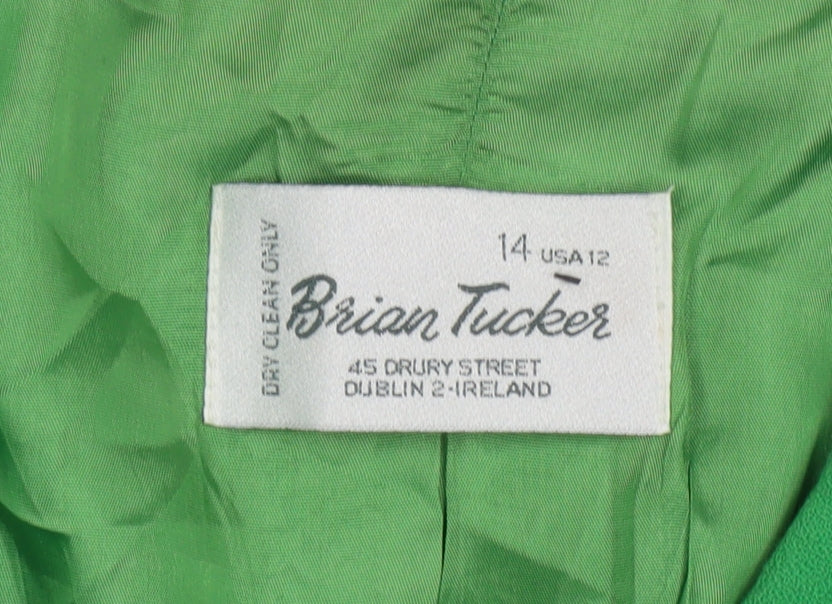 14 USA 12
DRY CLEAN ONLY
Brian Tucker
45 DRURY STREET
DUBLIN 2-IRELAND